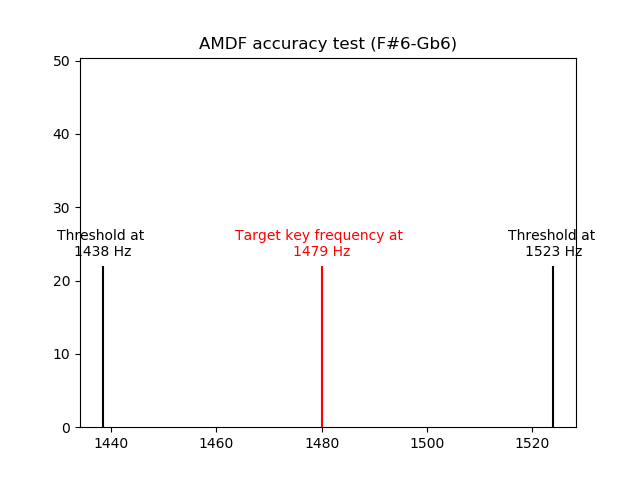 AMDF accuracy test (F#6-Gb6)
50
40
30
20
10
0
Threshold at
1438 Hz
Target key frequency at
1479 Hz
Threshold at
1523 Hz
1440
1460
1480
1500
1520